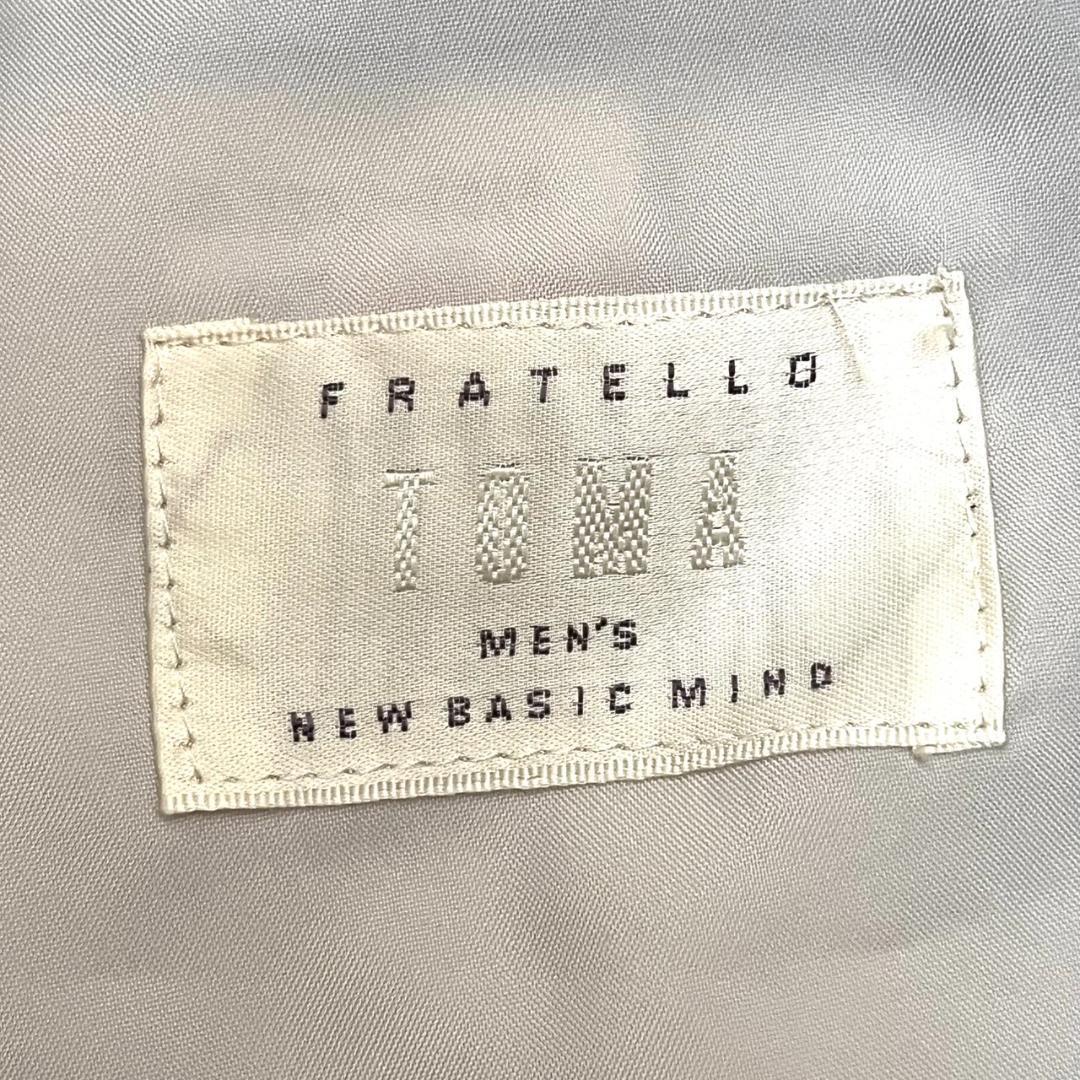 FRATELLO
TOMA
MEN'S
NEW BASIC MIND